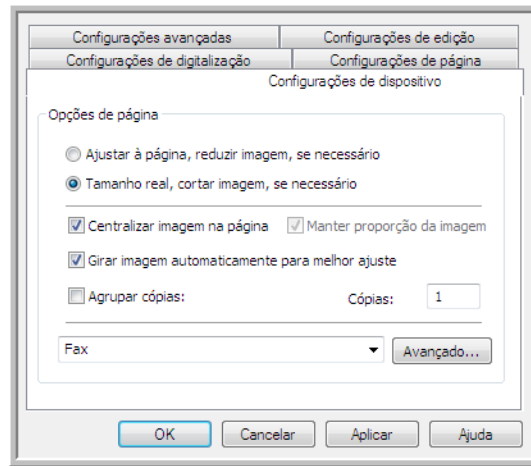 Configurações avançadas Configurações de edição
Configurações de digitalização Configurações de página
Configurações de dispositivo
Opções de página
Ajustar à página, reduzir imagem, se necessário
Tamanho real, cortar imagem, se necessário
Centralizar imagem na página Manter proporção da imagem
Girar imagem automaticamente para melhor ajuste
Agrupar cópias: Cópias: 1
Fax Avançado...
OK Cancelar Aplicar Ajuda